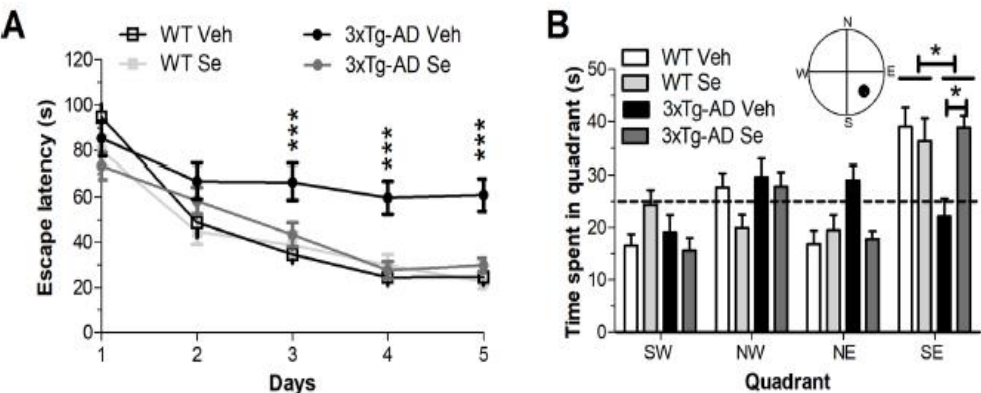 A
WT Veh
3xTg-AD Veh
WT Se
3xTg-AD Se
Escape latency (s)
120
100
80
60
40
20
0
***
***
***
1 2 3 4 5
Days
B
WT Veh
WT Se
3xTg-AD Veh
3xTg-AD Se
N
W
E
S
*
*
Time spent in quadrant (s)
50
40
30
20
10
0
SW NW NE SE
Quadrant